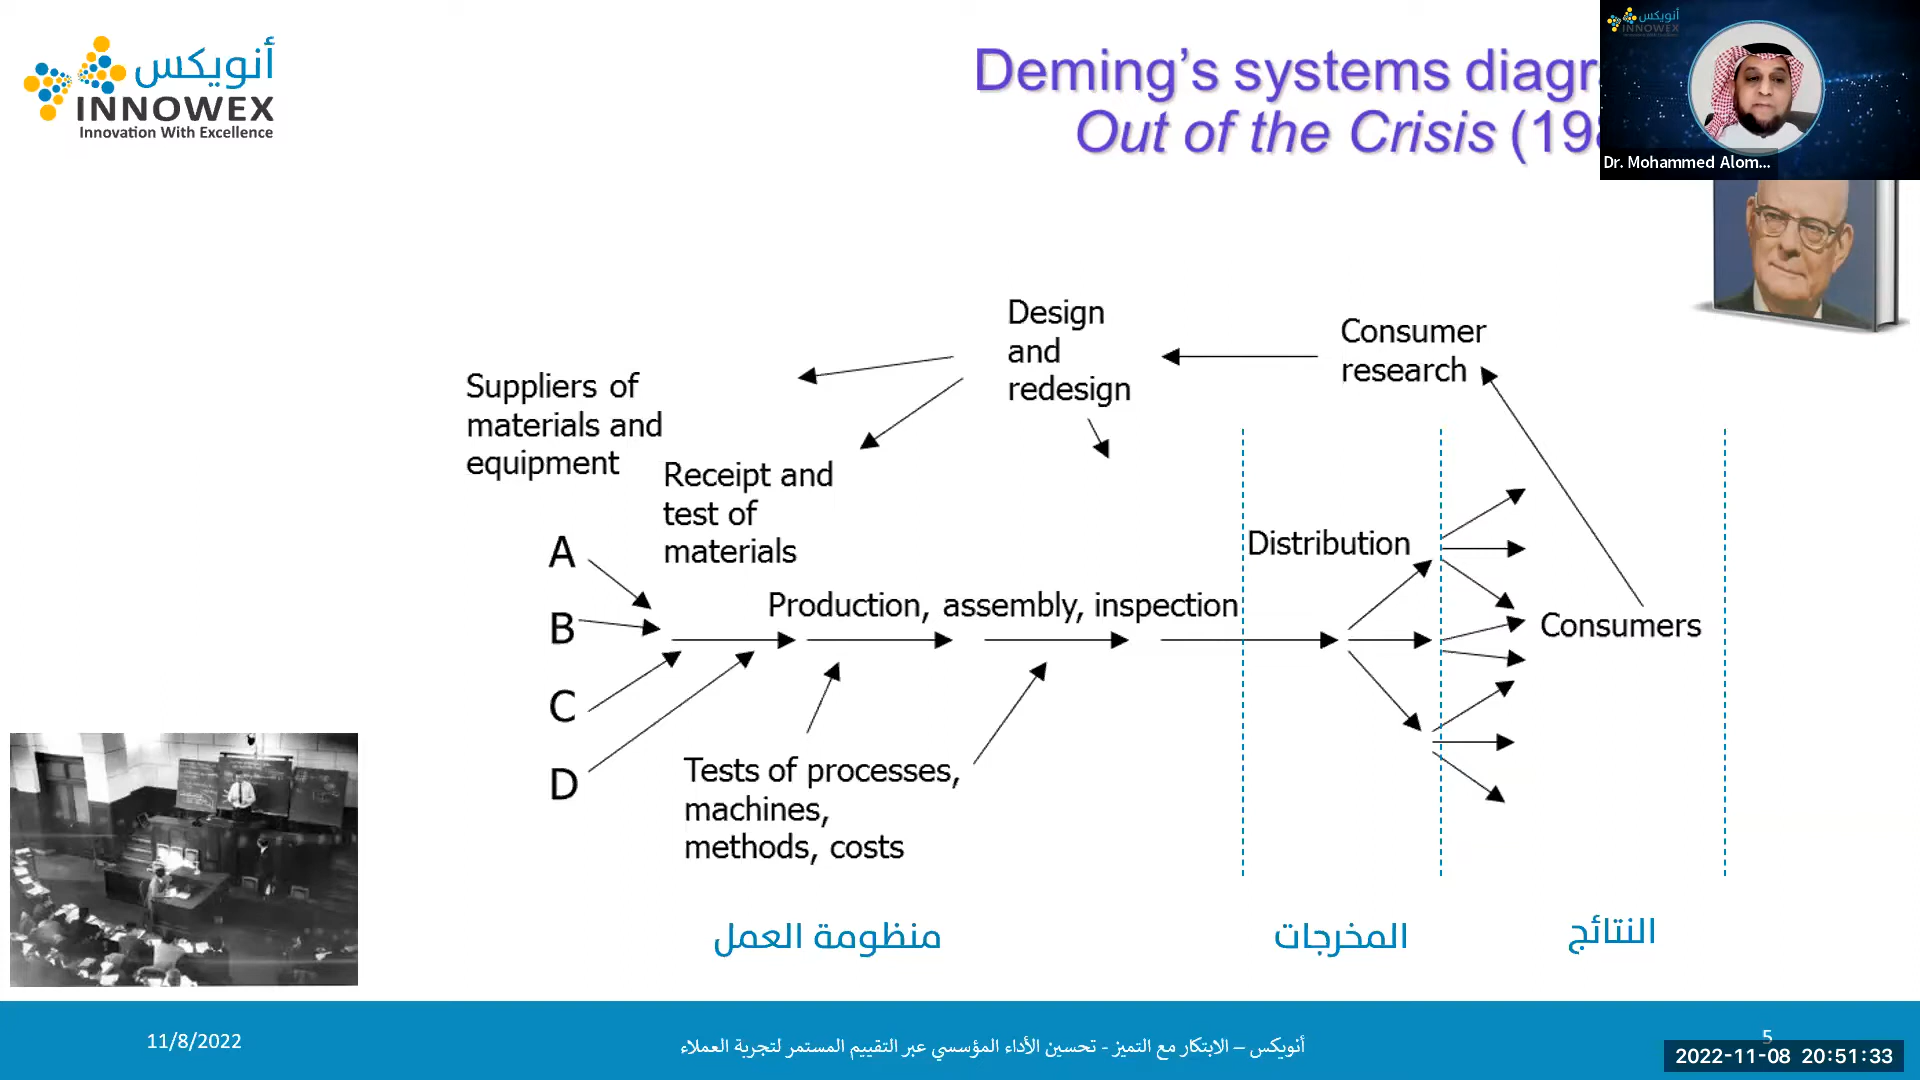 أنويكس
INNOWEX
Innovation With Excellence
Deming's systems diagr
Out of the Crisis (19
أنويكس
INNOWEX
Dr. Mohammed Alom...
Design
and
redesign
Consumer
research
Suppliers of
materials and
equipment
Receipt and
test of
materials
A
B
C
D
Production, assembly, inspection
Distribution
Consumers
Tests of processes,
machines,
methods, costs
منظومة العمل
المخرجات
النتائج
11/8/2022
أنويكس – الابتكار مع التميز - تحسين الأداء المؤسسي عبر التقييم المستمر لتجربة العملاء
5
2022-11-08 20:51:33